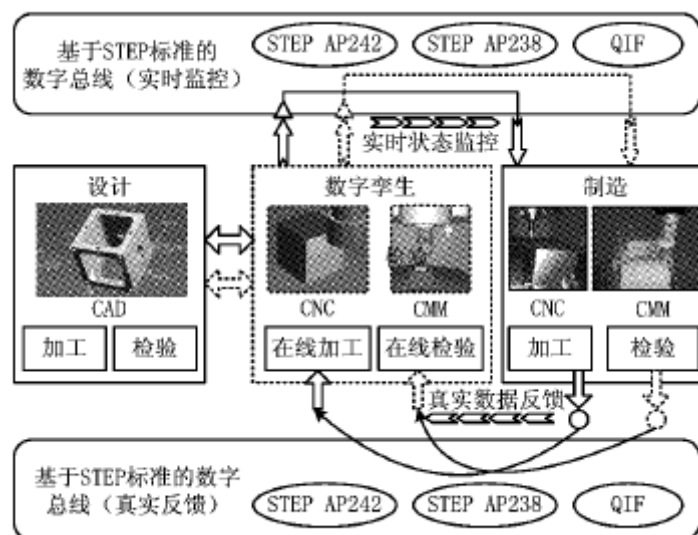 基于STEP标准的
数字总线（实时监控）
STEP AP242
STEP AP238
QIF
实时状态监控
设计
CAD
加工
检验
数字孪生
CNC
CMM
在线加工
在线检验
制造
CNC
CMM
加工
检验
真实数据反馈
基于STEP标准的数字
总线（真实反馈）
STEP AP242
STEP AP238
QIF